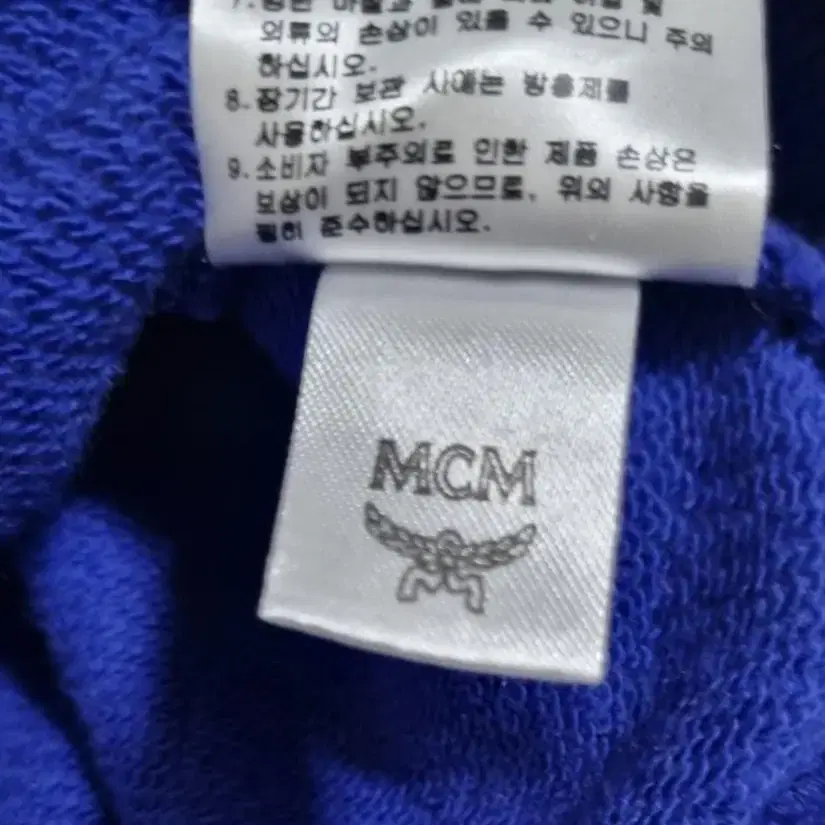 의류의 손상이 있을 수 있으니 주의
하십시오.
8. 장기간 보관 시에는 방충제를
사용하십시오.
9. 소비자 부주의로 인한 제품 손상은
보상이 되지 않으므로, 위의 사항을
필히 준수하십시오.
MCM